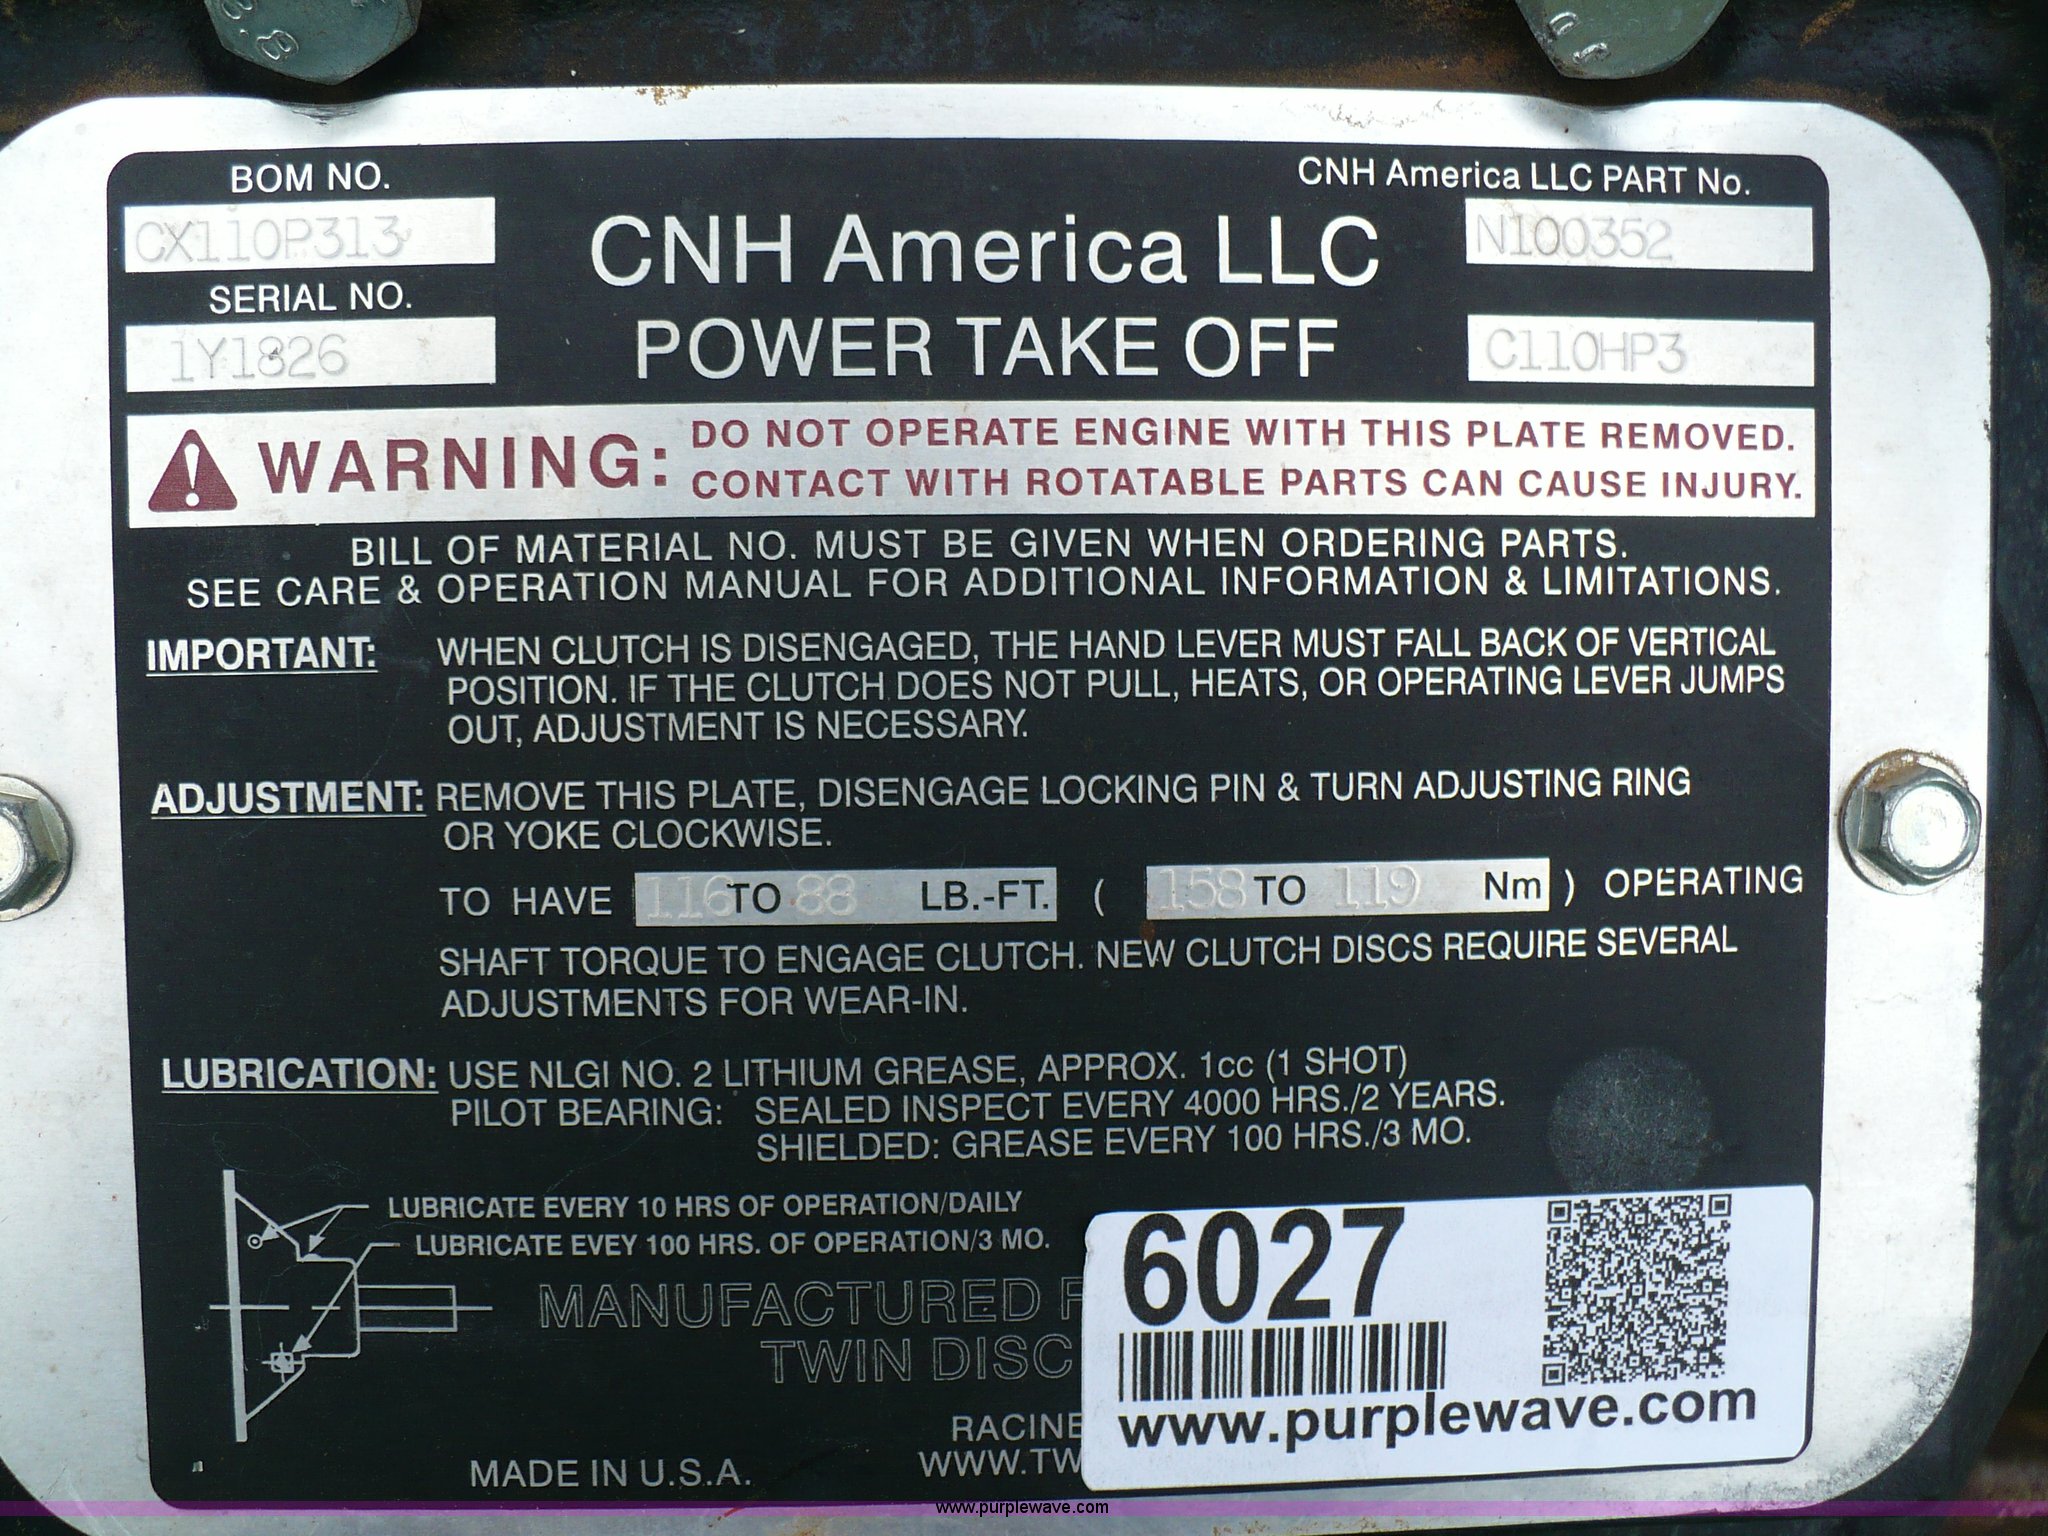 BOM NO.
CX110P313
SERIAL NO.
1Y1826
CNH America LLC
POWER TAKE OFF
CNH America LLC PART No.
N100352
C110HP3
WARNING: DO NOT OPERATE ENGINE WITH THIS PLATE REMOVED.
CONTACT WITH ROTATABLE PARTS CAN CAUSE INJURY.
BILL OF MATERIAL NO. MUST BE GIVEN WHEN ORDERING PARTS.
SEE CARE & OPERATION MANUAL FOR ADDITIONAL INFORMATION & LIMITATIONS.
IMPORTANT: WHEN CLUTCH IS DISENGAGED, THE HAND LEVER MUST FALL BACK OF VERTICAL
POSITION. IF THE CLUTCH DOES NOT PULL, HEATS, OR OPERATING LEVER JUMPS
OUT, ADJUSTMENT IS NECESSARY.
ADJUSTMENT: REMOVE THIS PLATE, DISENGAGE LOCKING PIN & TURN ADJUSTING RING
OR YOKE CLOCKWISE.
TO HAVE 116 TO 88 LB.-FT. ( 158 TO 119 Nm ) OPERATING
SHAFT TORQUE TO ENGAGE CLUTCH. NEW CLUTCH DISCS REQUIRE SEVERAL
ADJUSTMENTS FOR WEAR-IN.
LUBRICATION: USE NLGI NO. 2 LITHIUM GREASE, APPROX. 1cc (1 SHOT)
PILOT BEARING: SEALED INSPECT EVERY 4000 HRS./2 YEARS.
SHIELDED: GREASE EVERY 100 HRS./3 MO.
LUBRICATE EVERY 10 HRS OF OPERATION/DAILY
LUBRICATE EVEY 100 HRS. OF OPERATION/3 MO.
MANUFACTURED
TWIN DISC
RACINE
MADE IN U.S.A.
WWW.TW
6027
www.purplewave.com
www.purplewave.com